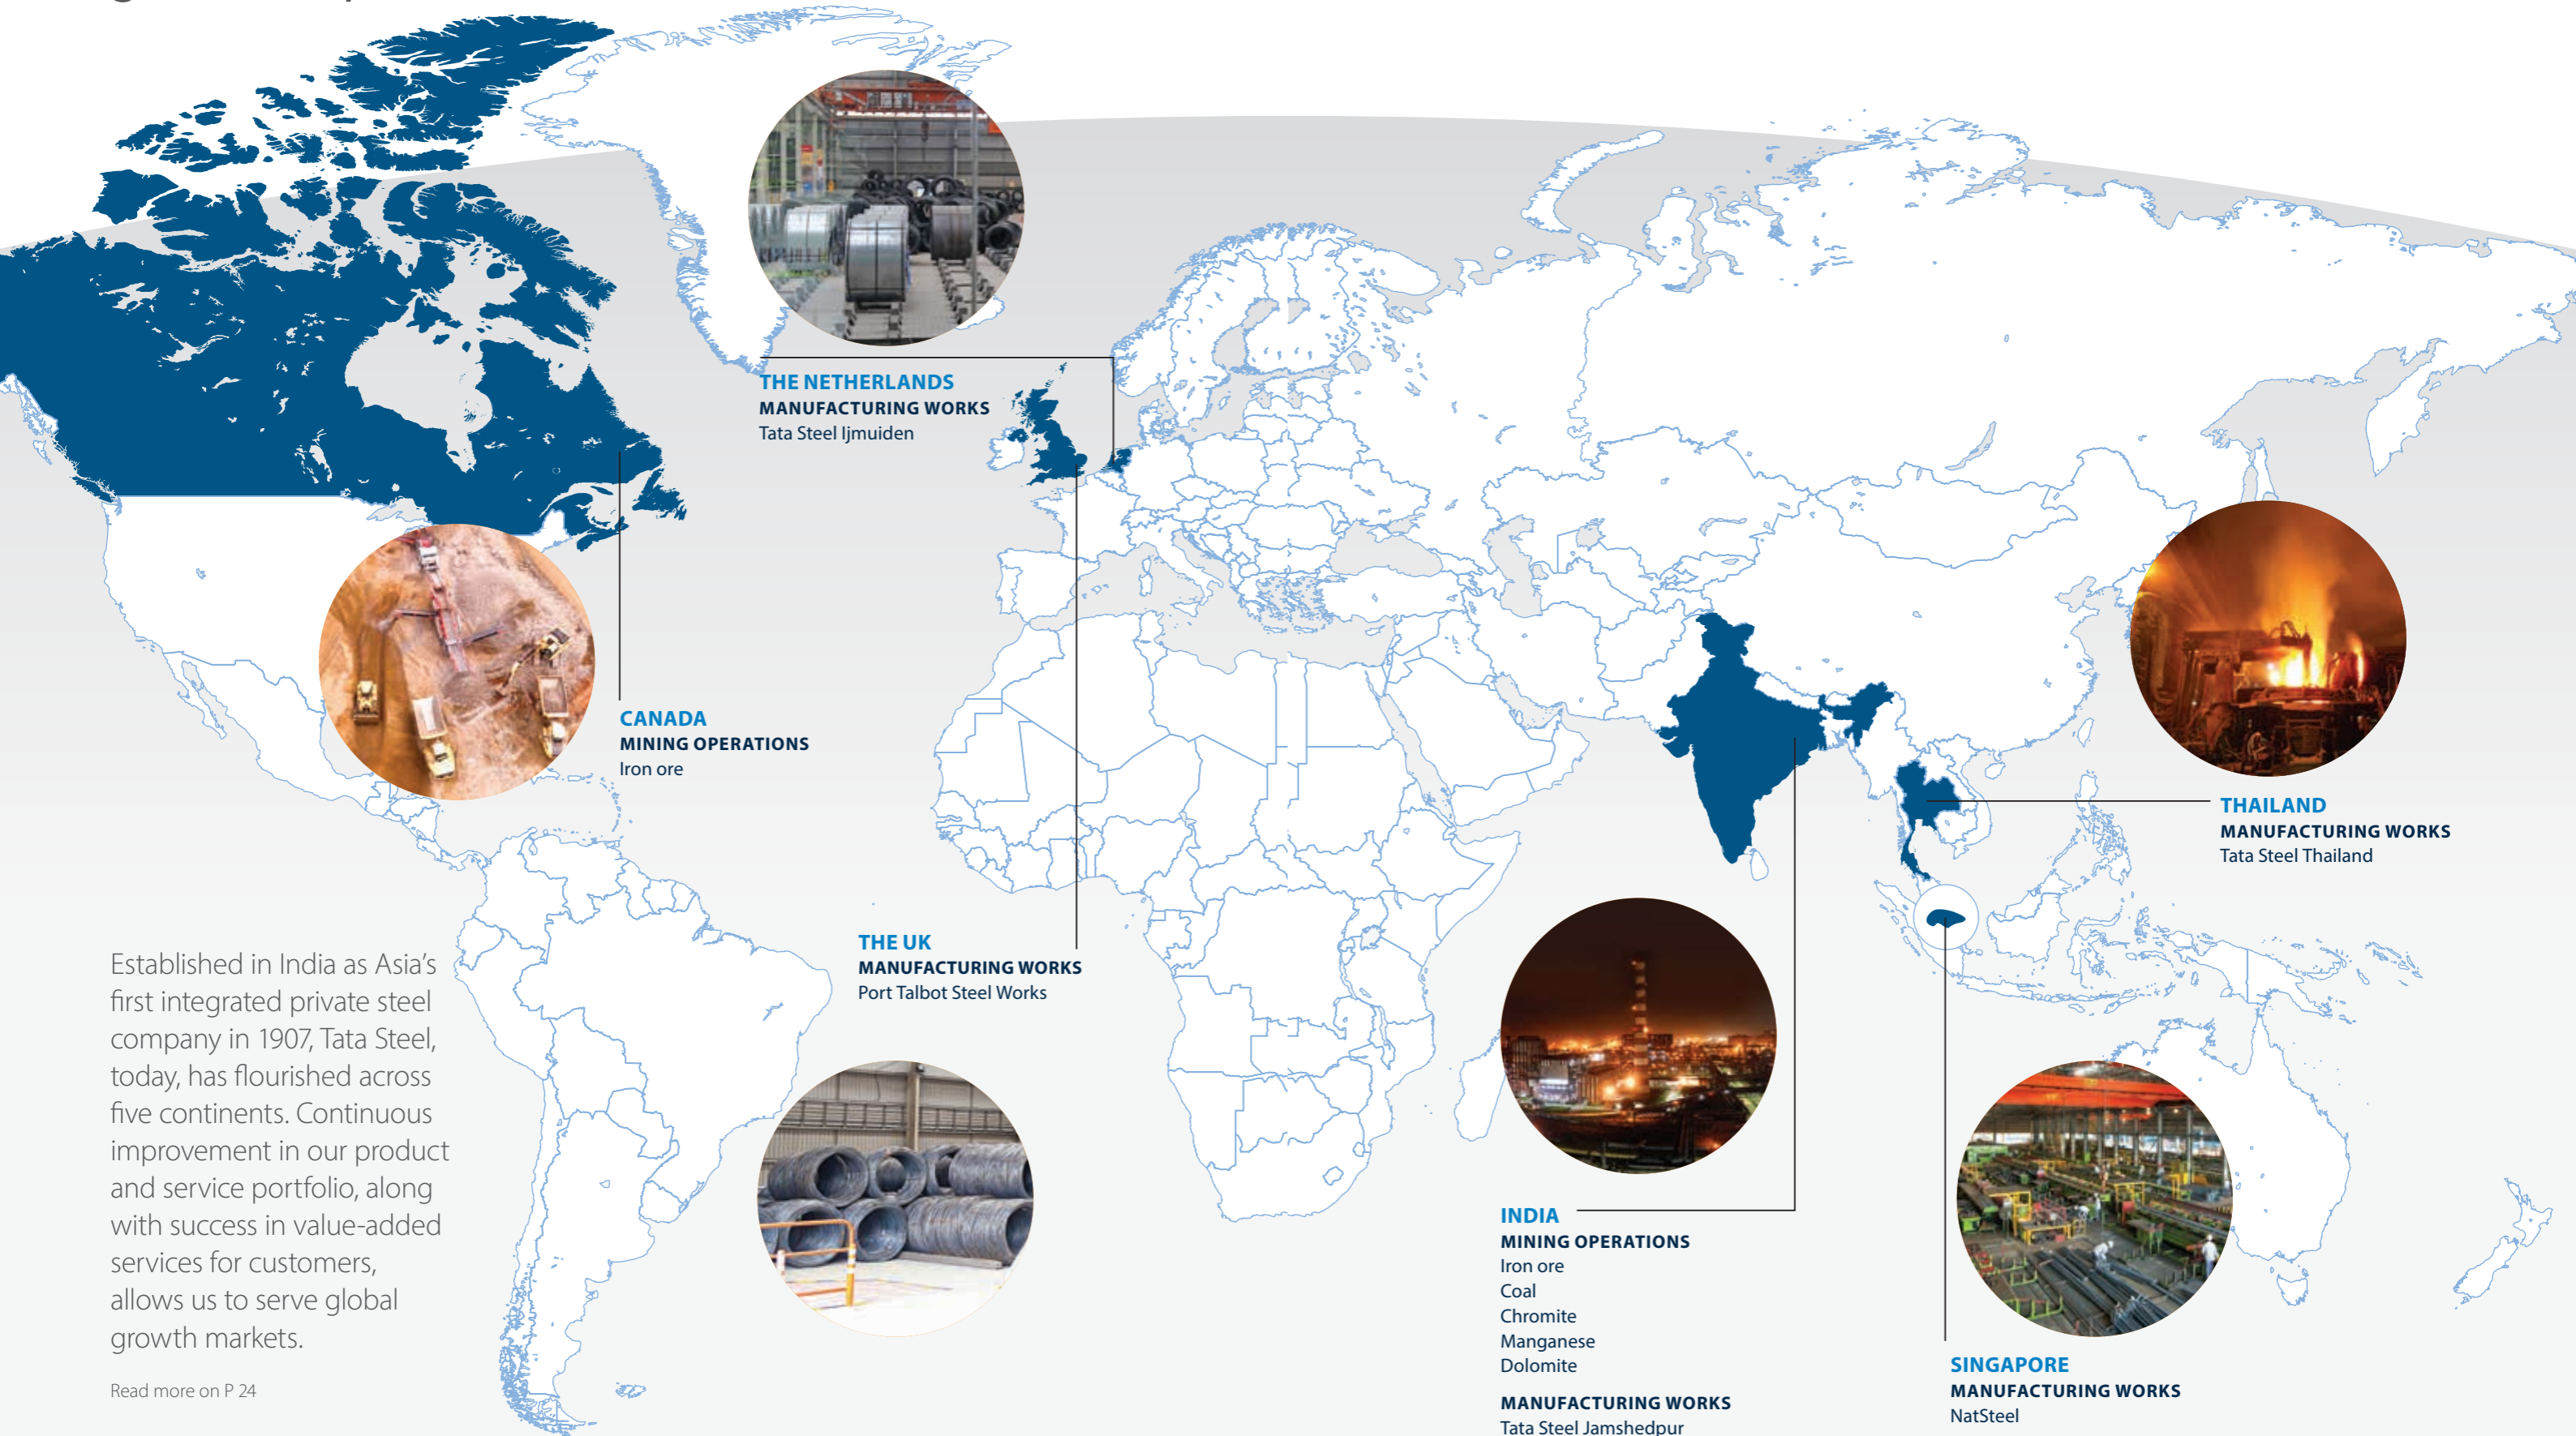 THE NETHERLANDS
MANUFACTURING WORKS
Tata Steel Ijmuiden
CANADA
MINING OPERATIONS
Iron ore
THAILAND
MANUFACTURING WORKS
Tata Steel Thailand
THE UK
MANUFACTURING WORKS
Port Talbot Steel Works
Established in India as Asia’s
first integrated private steel
company in 1907, Tata Steel,
today, has flourished across
five continents. Continuous
improvement in our product
and service portfolio, along
with success in value-added
services for customers,
allows us to serve global
growth markets.
Read more on P 24
INDIA
MINING OPERATIONS
Iron ore
Coal
Chromite
Manganese
Dolomite
MANUFACTURING WORKS
Tata Steel Jamshedpur
SINGAPORE
MANUFACTURING WORKS
NatSteel